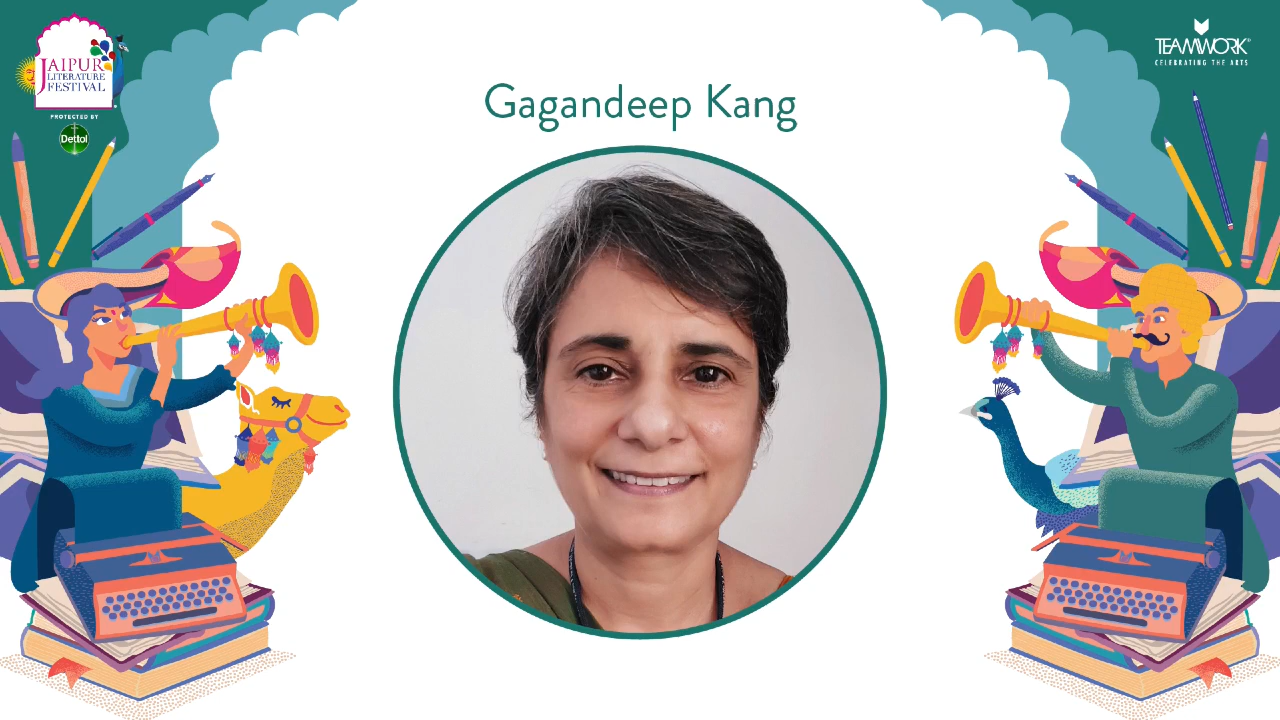 JAIPUR
LITERATURE
FESTIVAL
PROTECTED BY
Dettol
TEAMWORK®
CELEBRATING THE ARTS
Gagandeep Kang